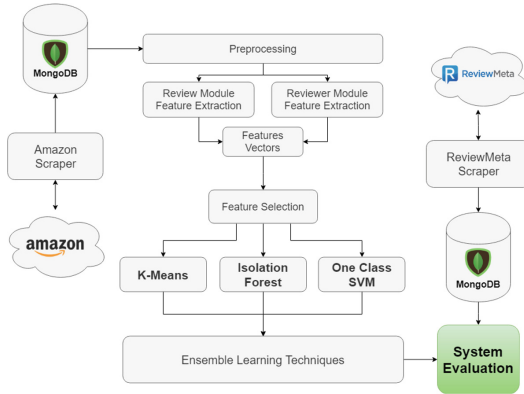 MongoDB
Preprocessing
Review Module
Feature Extraction
Reviewer Module
Feature Extraction
Features
Vectors
Amazon
Scraper
amazon
Feature Selection
K-Means
Isolation
Forest
One Class
SVM
Ensemble Learning Techniques
R ReviewMeta
ReviewMeta
Scraper
MongoDB
System
Evaluation